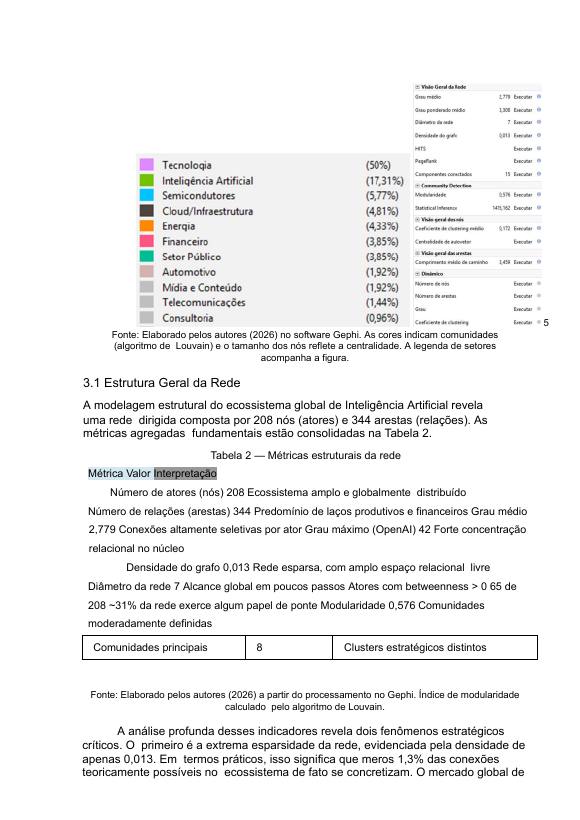 Visão Geral da Rede
Grau médio 2,779 Executar
Grau ponderado médio 3,308 Executar
Diâmetro da rede 7 Executar
Densidade do grafo 0,013 Executar
HITS Executar
PageRank Executar
Componentes conectados 15 Executar
Community Detection
Modularidade 0,576 Executar
Statistical Inference Executar
Visão geral dos nós
Coeficiente de clustering médio 0,172 Executar
Centralidade de autovetor Executar
Visão geral das arestas
Comprimento médio de caminho 3,459 Executar
Dinâmico
Número de nós Executar
Número de arestas Executar
Grau Executar
Coeficiente de clustering Executar
Tecnologia (50%)
Inteligência Artificial (17,31%)
Semicondutores (5,77%)
Cloud/Infraestrutura (4,81%)
Energia (4,33%)
Financeiro (3,85%)
Setor Público (3,85%)
Automotivo (1,92%)
Mídia e Conteúdo (1,92%)
Telecomunicações (1,44%)
Consultoria (0,96%)
5
Fonte: Elaborado pelos autores (2026) no software Gephi. As cores indicam comunidades
(algoritmo de Louvain) e o tamanho dos nós reflete a centralidade. A legenda de setores
acompanha a figura.
3.1 Estrutura Geral da Rede
A modelagem estrutural do ecossistema global de Inteligência Artificial revela
uma rede dirigida composta por 208 nós (atores) e 344 arestas (relações). As
métricas agregadas fundamentais estão consolidadas na Tabela 2.
Tabela 2 — Métricas estruturais da rede
Métrica Valor Interpretação
Número de atores (nós) 208 Ecossistema amplo e globalmente distribuído
Número de relações (arestas) 344 Predomínio de laços produtivos e financeiros Grau médio
2,779 Conexões altamente seletivas por ator Grau máximo (OpenAI) 42 Forte concentração
relacional no núcleo
Densidade do grafo 0,013 Rede esparsa, com amplo espaço relacional livre
Diâmetro da rede 7 Alcance global em poucos passos Atores com betweenness > 0 65 de
208 ~31% da rede exerce algum papel de ponte Modularidade 0,576 Comunidades
moderadamente definidas
Comunidades principais 8 Clusters estratégicos distintos
Fonte: Elaborado pelos autores (2026) a partir do processamento no Gephi. Índice de modularidade
calculado pelo algoritmo de Louvain.
A análise profunda desses indicadores revela dois fenômenos estratégicos
críticos. O primeiro é a extrema esparsidade da rede, evidenciada pela densidade de
apenas 0,013. Em termos práticos, isso significa que meros 1,3% das conexões
teoricamente possíveis no ecossistema de fato se concretizam. O mercado global de